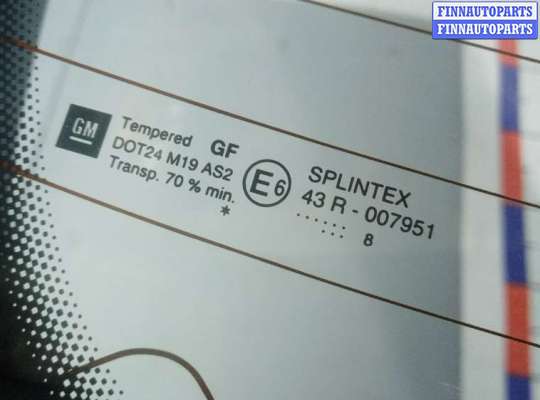 FINNAUTOPARTS
FINNAUTOPARTS
GM
Tempered GF
DOT24 M19 AS2
Transp. 70 % min.
*
E6
SPLINTEX
43 R - 007951
. . . . . . 8